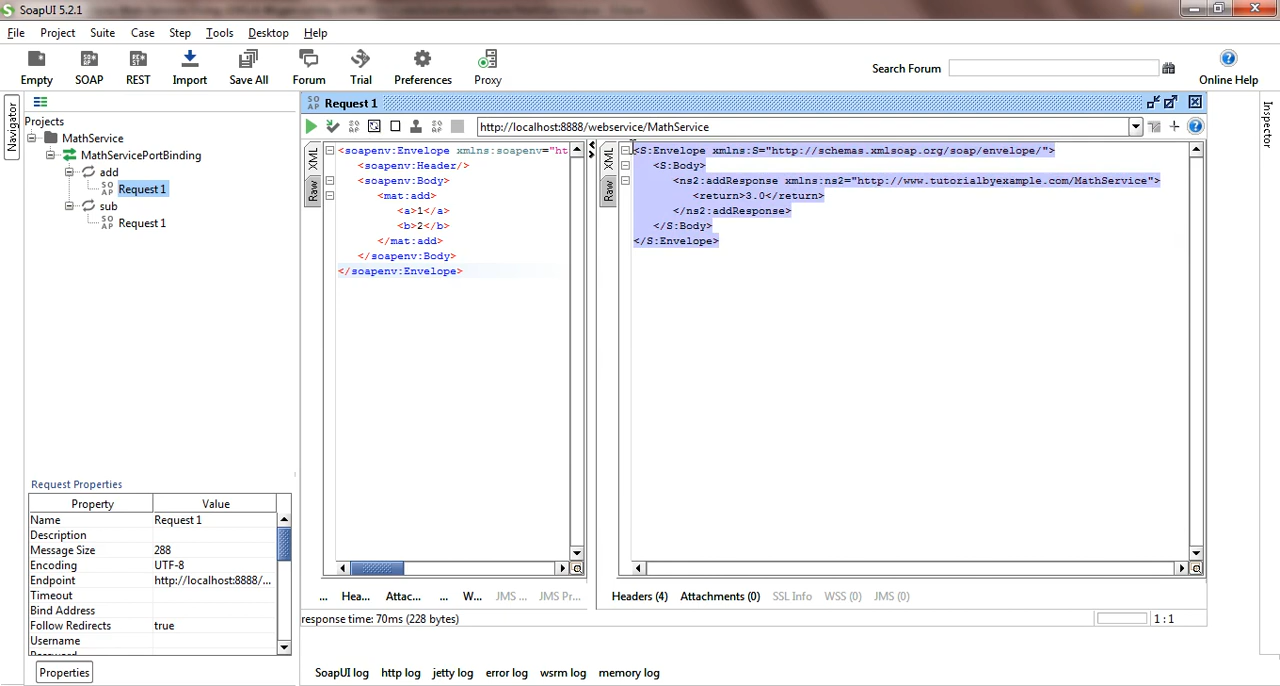 SoapUI 5.2.1
File Project Suite Case Step Tools Desktop Help
Empty SOAP REST Import Save All Forum Trial Preferences Proxy Search Forum Online Help
Navigator
Projects
MathService
MathServicePortBinding
add
SOAP Request 1
sub
SOAP Request 1
Request Properties
Property Value
Name Request 1
Description
Message Size 288
Encoding UTF-8
Endpoint http://localhost:8888/...
Timeout
Bind Address
Follow Redirects true
Username
Properties
SOAP Request 1
http://localhost:8888/webservice/MathService
XML
Raw
<soapenv:Envelope xmlns:soapenv="ht
<soapenv:Header/>
<soapenv:Body>
<mat:add>
<a>1</a>
<b>2</b>
</mat:add>
</soapenv:Body>
</soapenv:Envelope>
XML
Raw
<S:Envelope xmlns:S="http://schemas.xmlsoap.org/soap/envelope/">
<S:Body>
<ns2:addResponse xmlns:ns2="http://www.tutorialbyexample.com/MathService">
<return>3.0</return>
</ns2:addResponse>
</S:Body>
</S:Envelope>
... Hea... Attac... ... W... JMS ... JMS Pr...
Headers (4) Attachments (0) SSL Info WSS (0) JMS (0)
response time: 70ms (228 bytes)
1 : 1
SoapUI log http log jetty log error log wsrm log memory log
Inspector